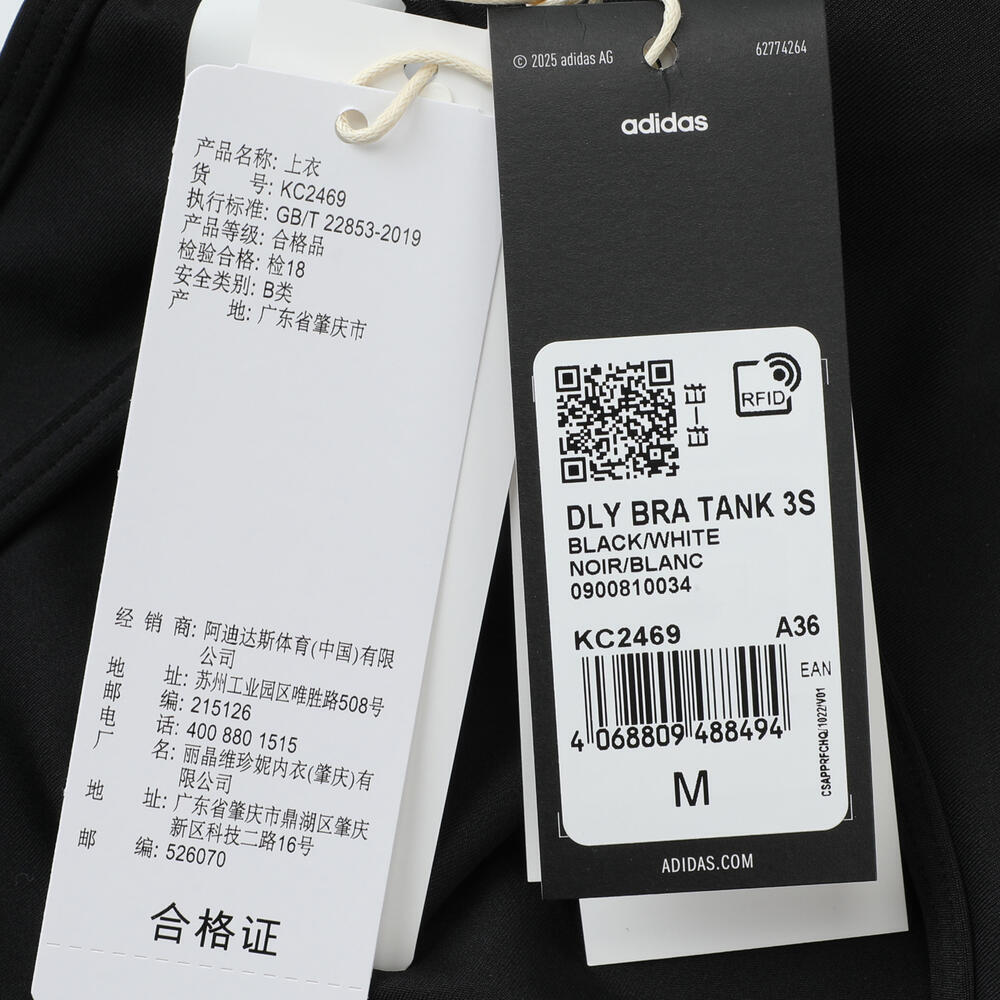 产品名称: 上衣
货 号: KC2469
执行标准: GB/T 22853-2019
产品等级: 合格品
检验合格: 检18
安全类别: B类
产 地: 广东省肇庆市
经 销 商: 阿迪达斯体育(中国)有限
公司
地 址: 苏州工业园区唯胜路508号
邮 编: 215126
电 话: 400 880 1515
厂 名: 丽晶维珍妮内衣(肇庆)有
限公司
地 址: 广东省肇庆市鼎湖区肇庆
新区科技二路16号
邮 编: 526070
合格证
© 2025 adidas AG
62774264
adidas
RFID
扫一扫
DLY BRA TANK 3S
BLACK/WHITE
NOIR/BLANC
0900810034
KC2469
A36
EAN
4 068809 488494
CSAPPRFCHQ/1022/V01
M
ADIDAS.COM